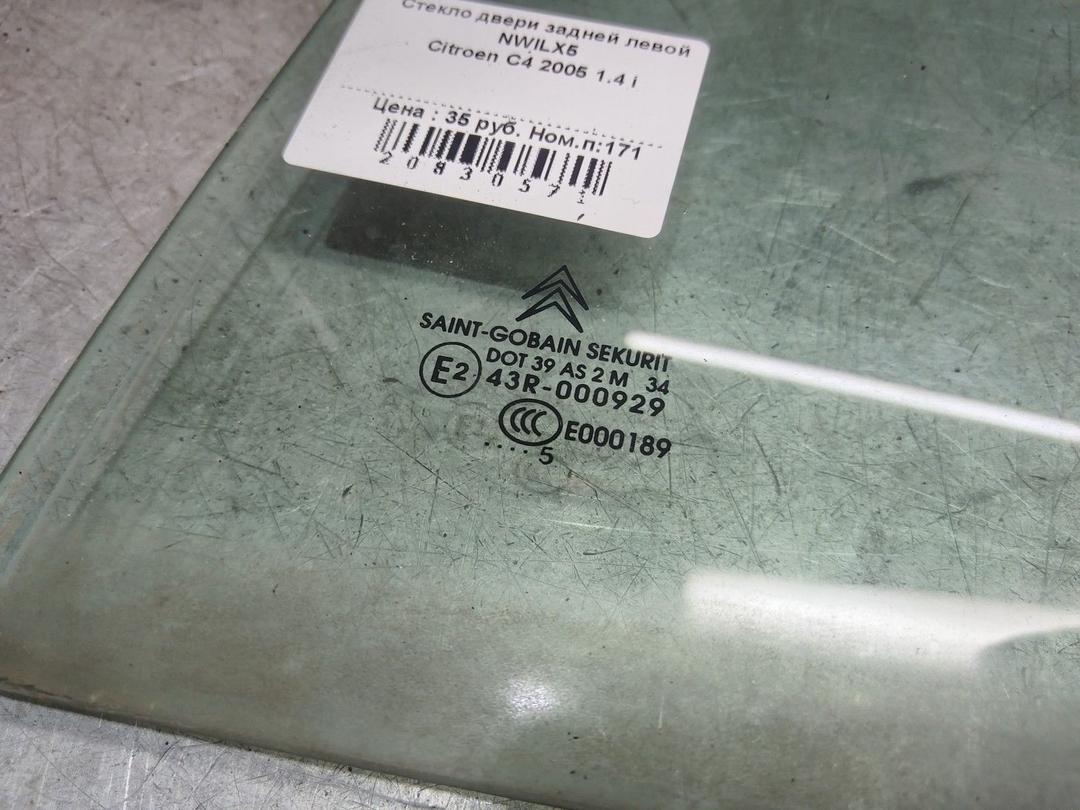 Стекло двери задней левой
NWILX5
Citroen C4 2005 1.4 i
Цена : 35 руб. Ном.п:171
20830571
SAINT-GOBAIN SEKURIT
DOT 39 AS 2 M 34
E2 43R-000929
CCC E000189
.... 5